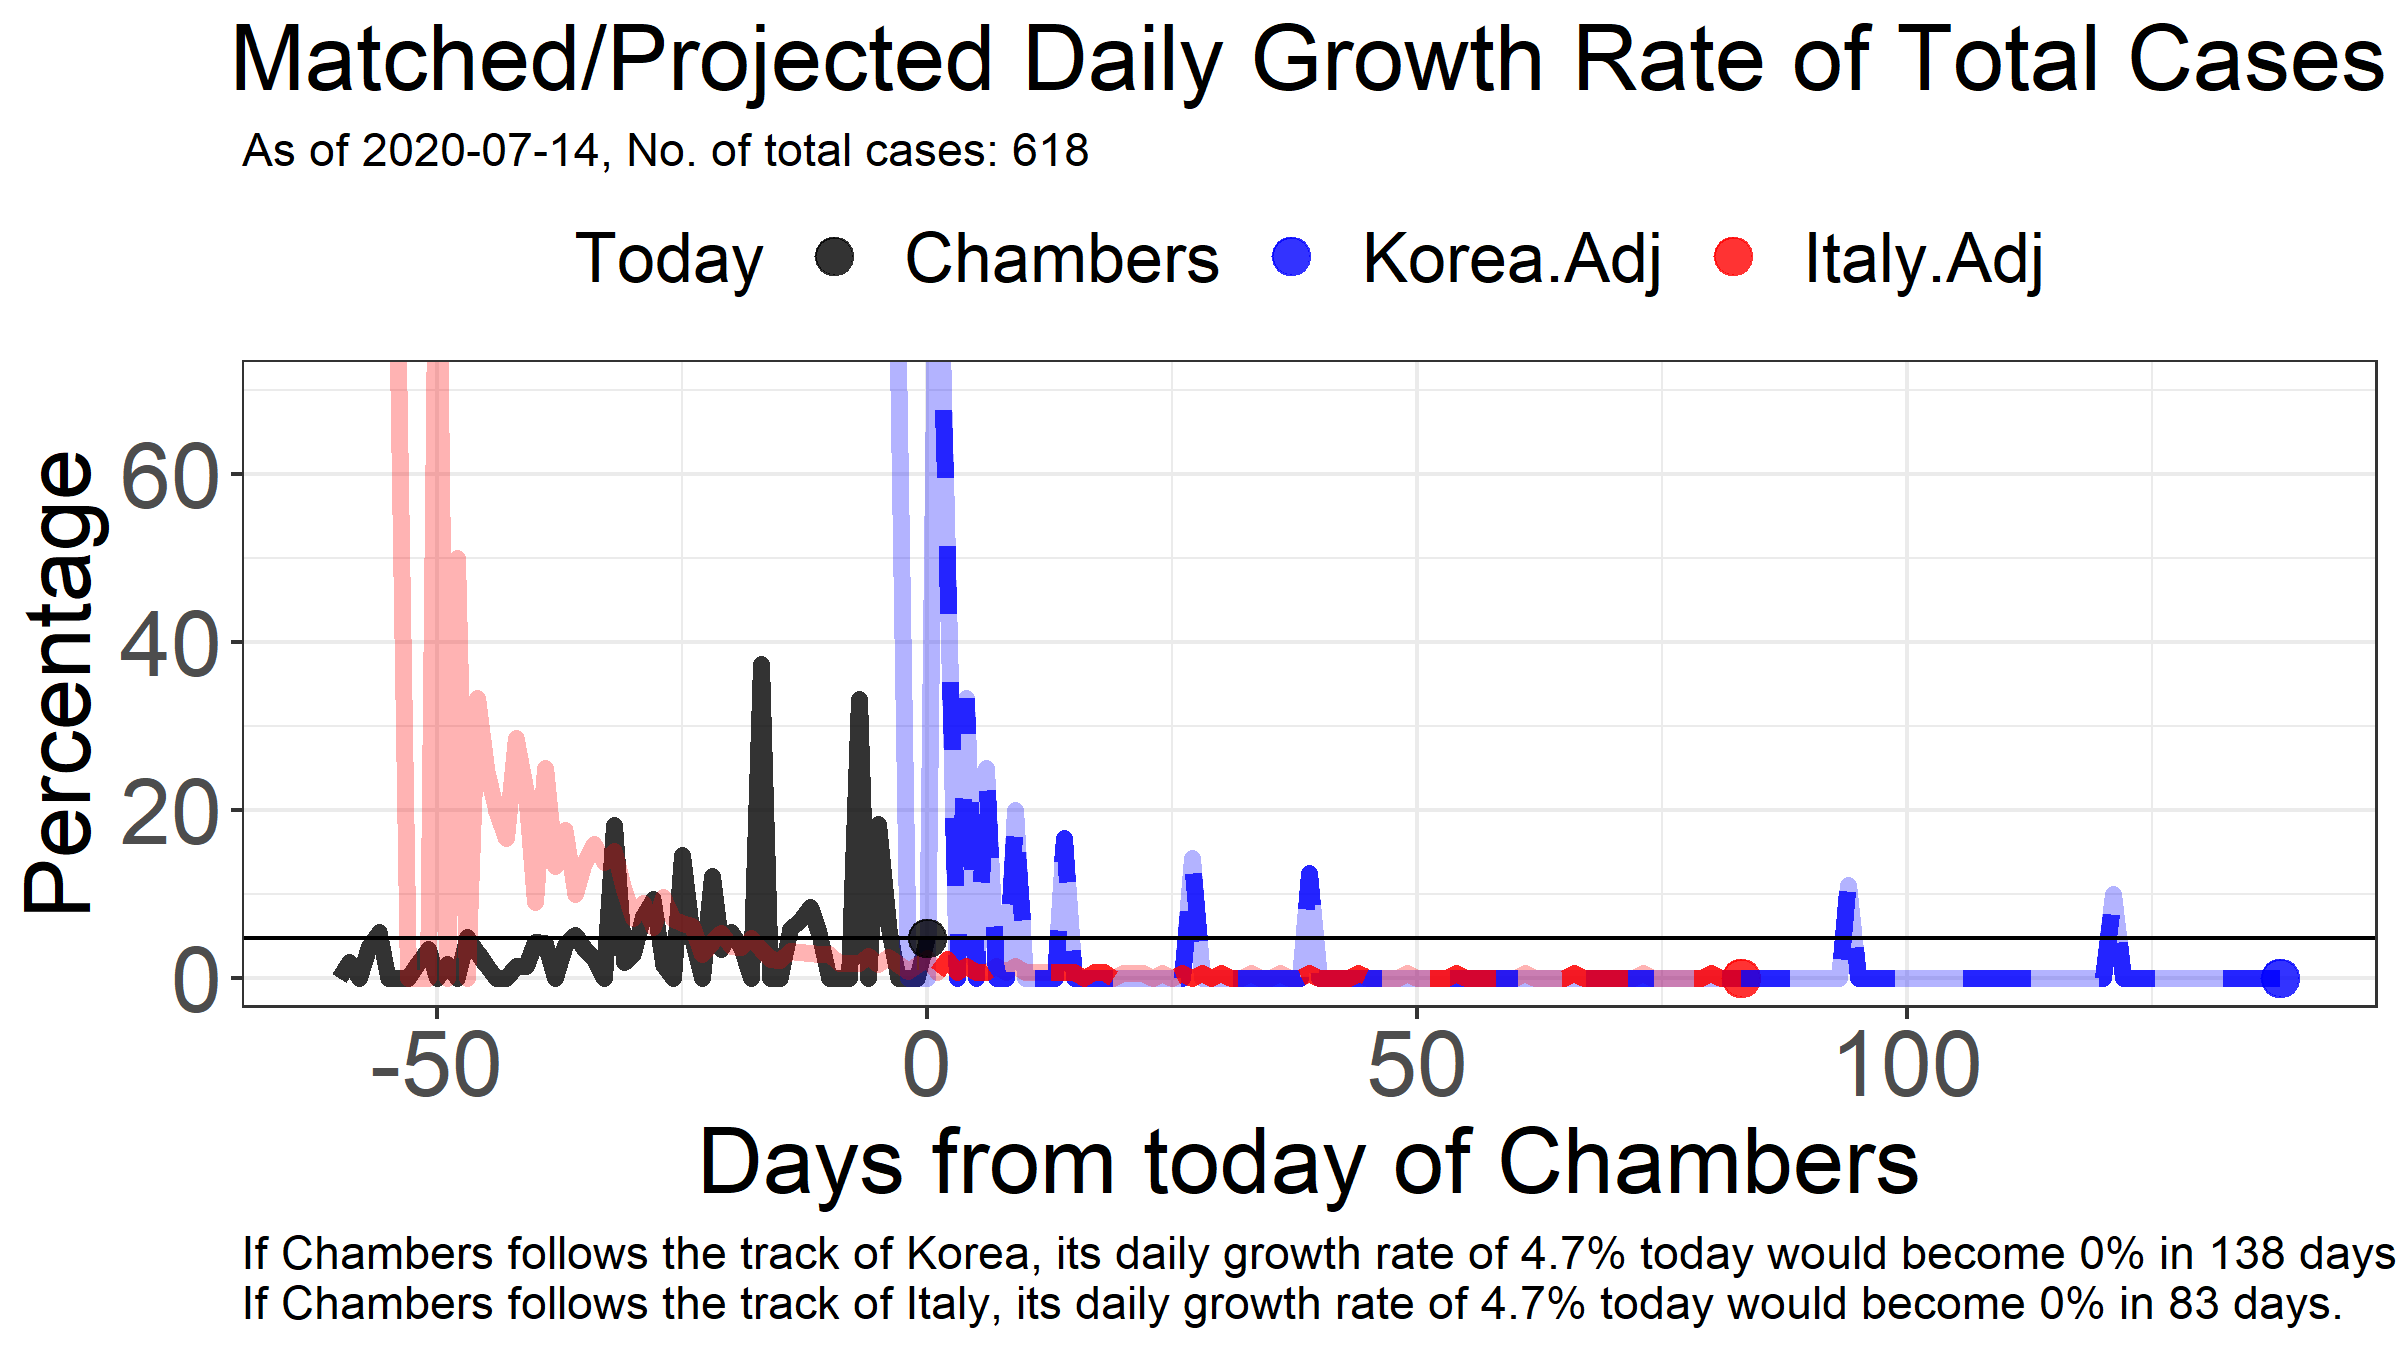 Matched/Projected Daily Growth Rate of Total Cases
As of 2020-07-14, No. of total cases: 618
Today Chambers Korea.Adj Italy.Adj
Percentage
60
40
20
0
-50 0 50 100
Days from today of Chambers
If Chambers follows the track of Korea, its daily growth rate of 4.7% today would become 0% in 138 days
If Chambers follows the track of Italy, its daily growth rate of 4.7% today would become 0% in 83 days.